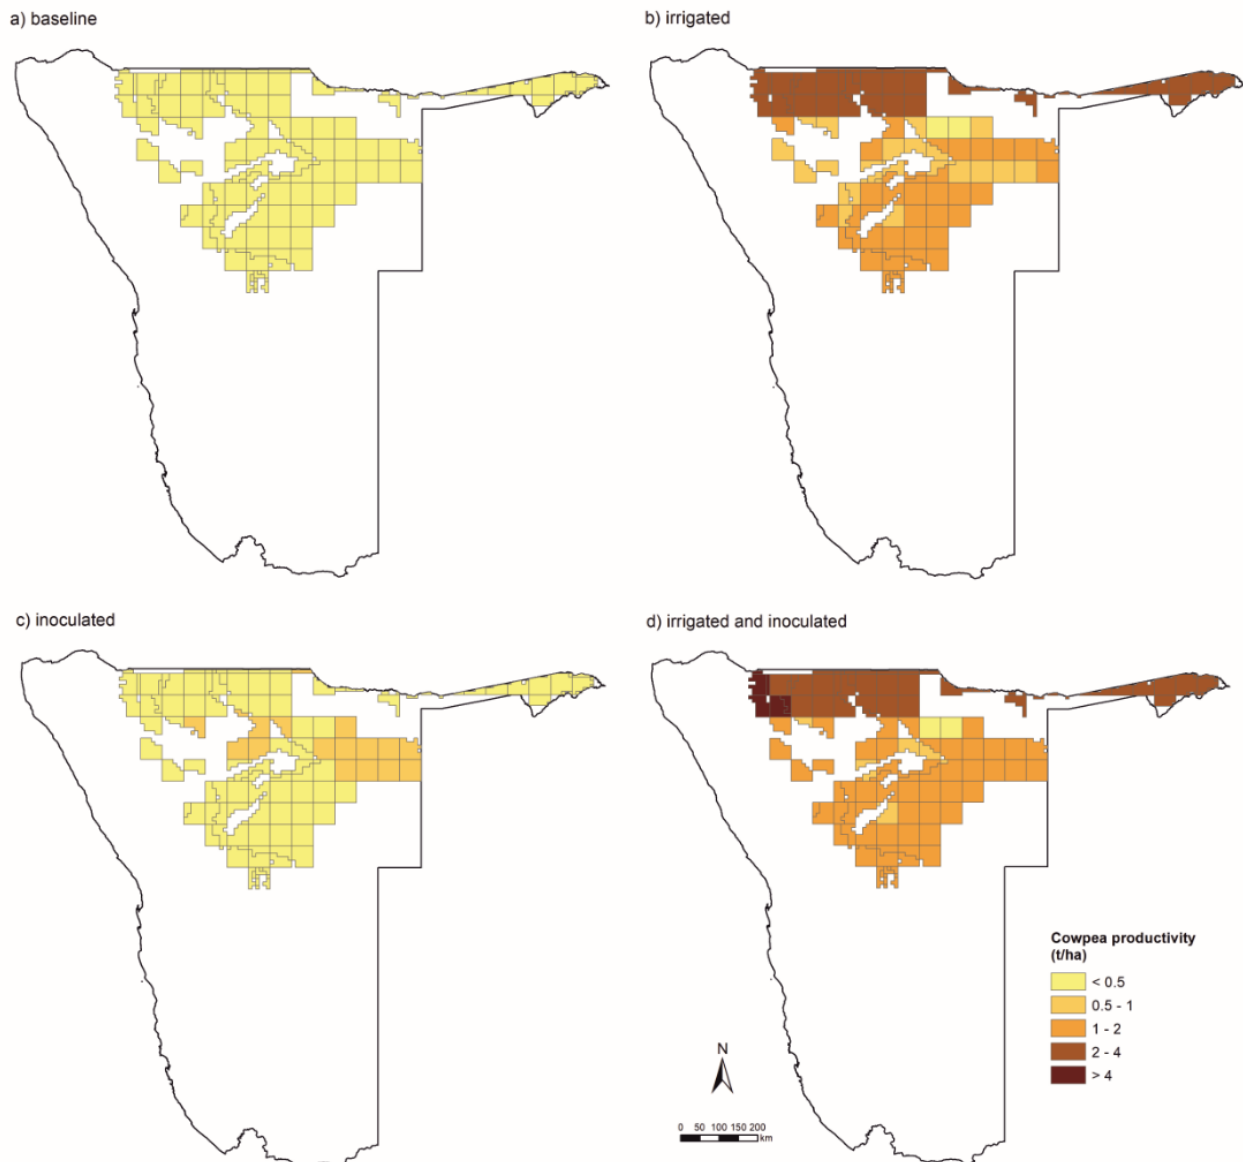 a) baseline
b) irrigated
c) inoculated
d) irrigated and inoculated
Cowpea productivity
(t/ha)
< 0.5
0.5 - 1
1 - 2
2 - 4
> 4
N
0 50 100 150 200
km